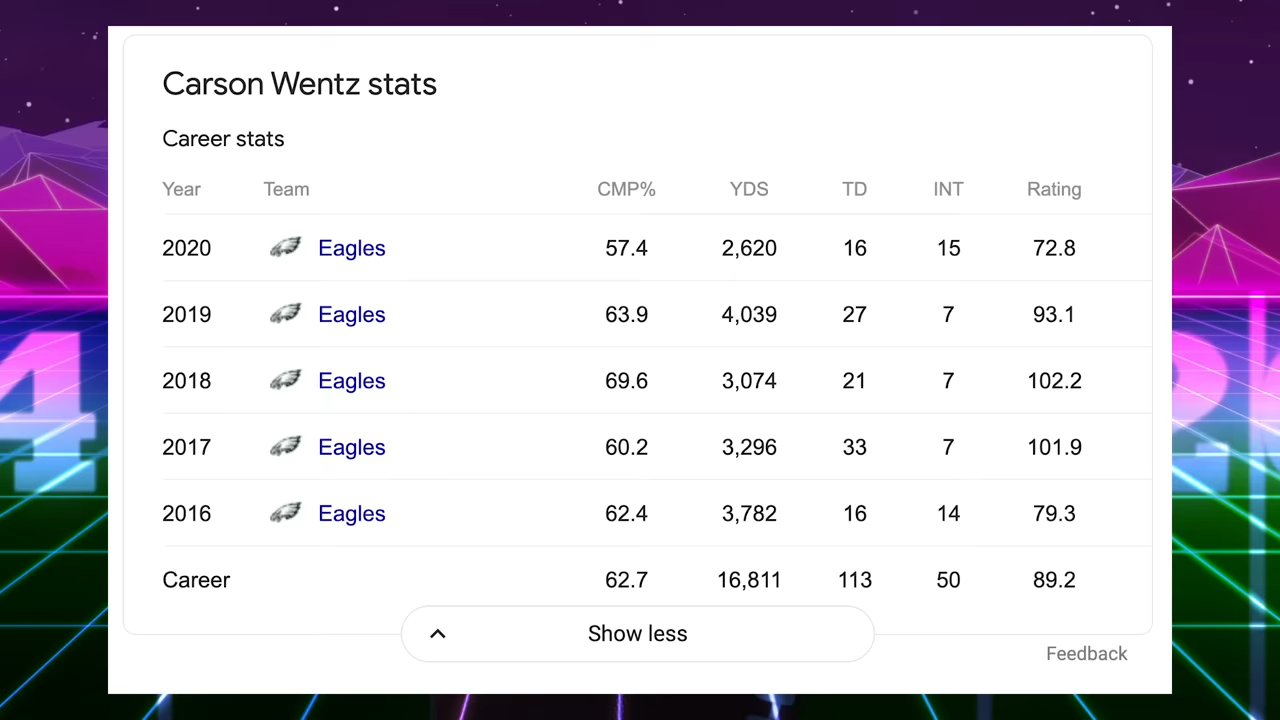 Carson Wentz stats
Career stats
Year Team CMP% YDS TD INT Rating
2020 Eagles 57.4 2,620 16 15 72.8
2019 Eagles 63.9 4,039 27 7 93.1
2018 Eagles 69.6 3,074 21 7 102.2
2017 Eagles 60.2 3,296 33 7 101.9
2016 Eagles 62.4 3,782 16 14 79.3
Career 62.7 16,811 113 50 89.2
Show less
Feedback
4